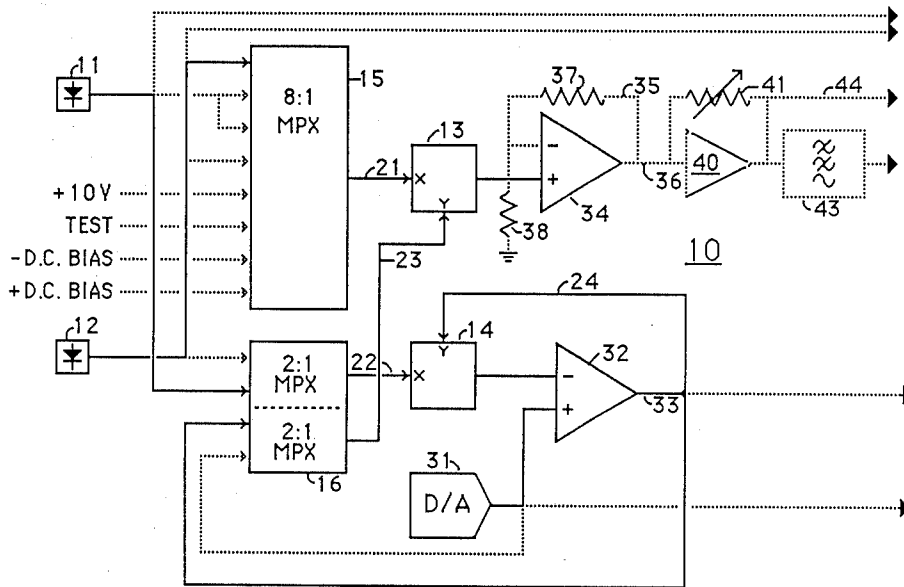 11
15
8:1
MPX
13
37
35
41
44
21
X
Y
−
+
34
36
40
43
38
+10V
TEST
−D.C. BIAS
+D.C. BIAS
23
10
12
24
14
Y
2:1
MPX
22
X
32
−
+
33
2:1
MPX
16
31
D/A